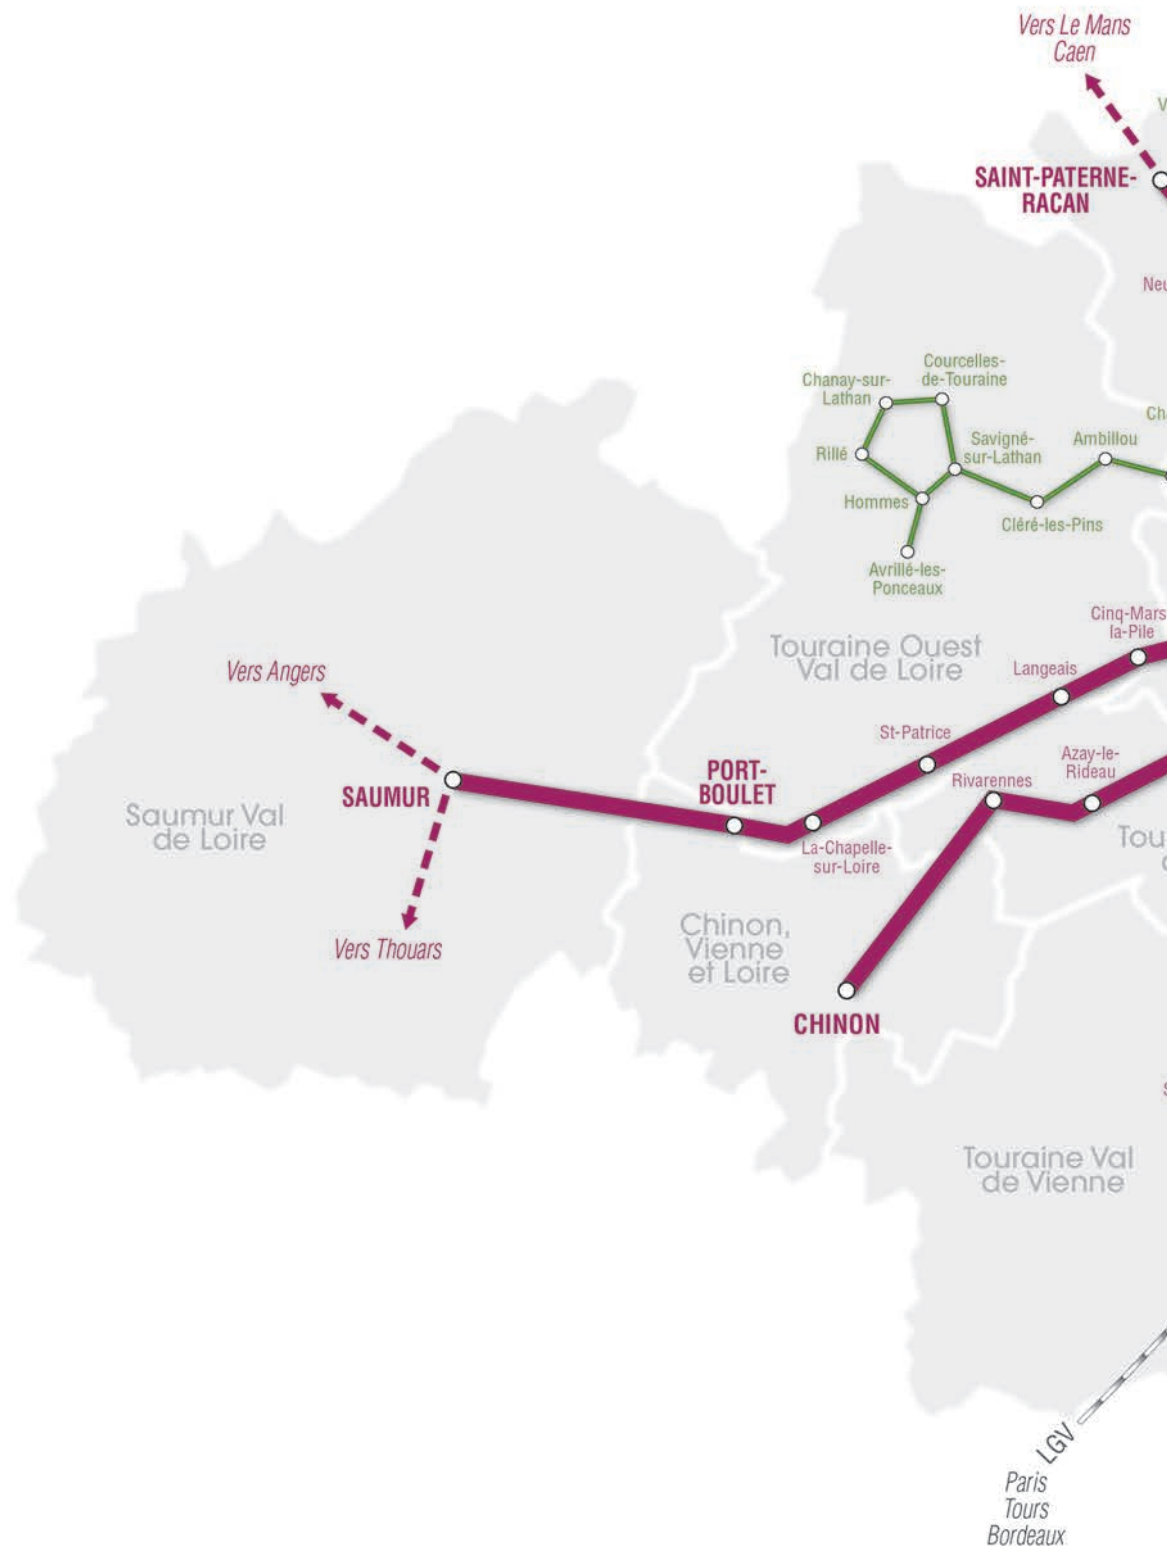 Vers Le Mans
Caen
V
SAINT-PATERNE-
RACAN
Neu
Courcelles-
de-Touraine
Chanay-sur-
Lathan
Cha
Savigné-
sur-Lathan
Ambillou
Rillé
Hommes
Cléré-les-Pins
Avrillé-les-
Ponceaux
Cinq-Mars
la-Pile
Touraine Ouest
Val de Loire
Langeais
Vers Angers
St-Patrice
Azay-le-
Rideau
PORT-
BOULET
Rivarennes
SAUMUR
Saumur Val
de Loire
La-Chapelle-
sur-Loire
Tou
Chinon,
Vienne
et Loire
Vers Thouars
CHINON
Touraine Val
de Vienne
LGV
Paris
Tours
Bordeaux